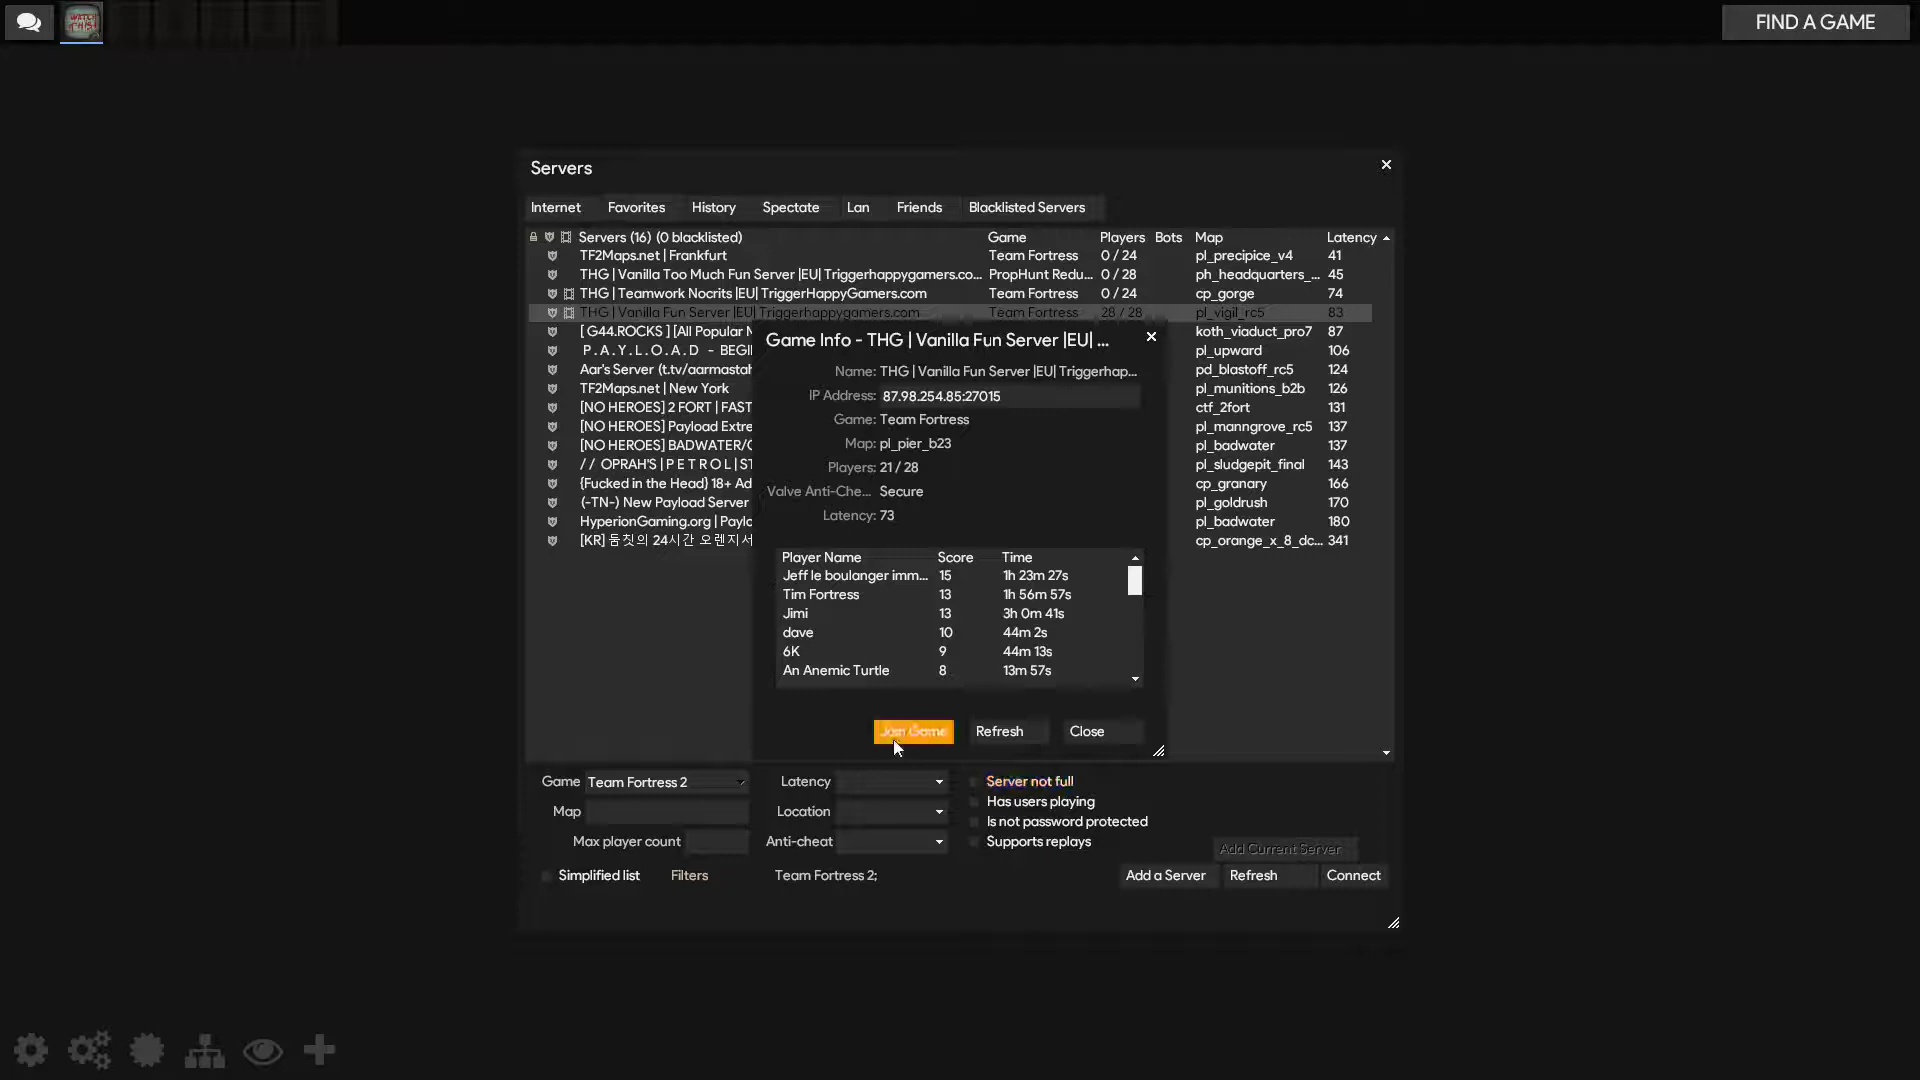 WATCH THIS!
FIND A GAME
Servers
Internet Favorites History Spectate Lan Friends Blacklisted Servers
Servers (16) (0 blacklisted) Game Players Bots Map Latency
TF2Maps.net | Frankfurt Team Fortress 0 / 24 pl_precipice_v4 41
THG | Vanilla Too Much Fun Server |EU| Triggerhappygamers.co... PropHunt Redu... 0 / 28 ph_headquarters_... 45
THG | Teamwork Nocrits |EU| TriggerHappyGamers.com Team Fortress 0 / 24 cp_gorge 74
THG | Vanilla Fun Server |EU| Triggerhappygamers.com Team Fortress 28 / 28 pl_vigil_rc5 83
[ G44.ROCKS ] [All Popular koth_viaduct_pro7 87
P.A.Y.L.O.A.D - BEGI pl_upward 106
Aar's Server (t.tv/aarmastah pd_blastoff_rc5 124
TF2Maps.net | New York pl_munitions_b2b 126
[NO HEROES] 2 FORT | FAST ctf_2fort 131
[NO HEROES] Payload Extre pl_manngrove_rc5 137
[NO HEROES] BADWATER/ pl_badwater 137
// OPRAH'S | P E T R O L | ST pl_sludgepit_final 143
{Fucked in the Head} 18+ Ad cp_granary 166
(-TN-) New Payload Server pl_goldrush 170
HyperionGaming.org | Paylo pl_badwater 180
[KR] 둠칫의 24시간 오렌지서 cp_orange_x_8_dc... 341
Game Info - THG | Vanilla Fun Server |EU| ...
Name: THG | Vanilla Fun Server |EU| Triggerhap...
IP Address: 87.98.254.85:27015
Game: Team Fortress
Map: pl_pier_b23
Players: 21 / 28
Valve Anti-Che... Secure
Latency: 73
Player Name Score Time
Jeff le boulanger imm... 15 1h 23m 27s
Tim Fortress 13 1h 56m 57s
Jimi 13 3h 0m 41s
dave 10 44m 2s
6K 9 44m 13s
An Anemic Turtle 8 13m 57s
Join Game Refresh Close
Game Team Fortress 2 Latency Server not full
Has users playing
Map Location
Is not password protected
Max player count Anti-cheat Supports replays
Add Current Server
Simplified list Filters Team Fortress 2; Add a Server Refresh Connect